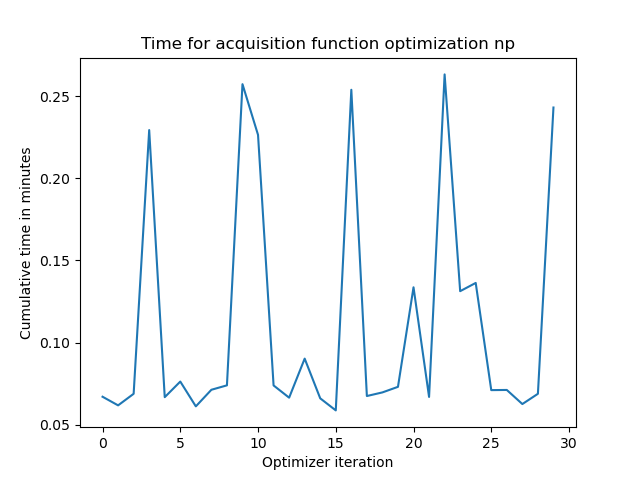 Time for acquisition function optimization np
Cumulative time in minutes
0.25
0.20
0.15
0.10
0.05
0 5 10 15 20 25 30
Optimizer iteration